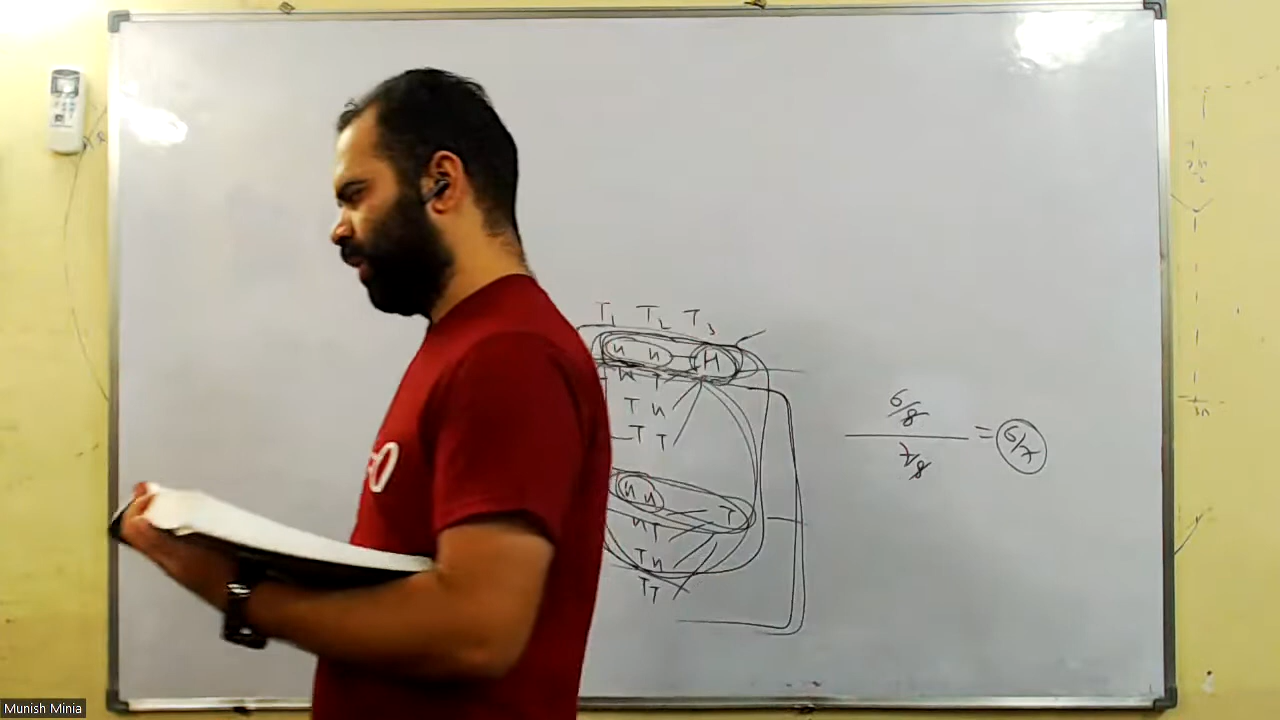 T₁ T₂ T₃
H H H
H T
T H
T T
H H T
H T
T H
T T
6/8
7/8
= 6/7
Munish Minia